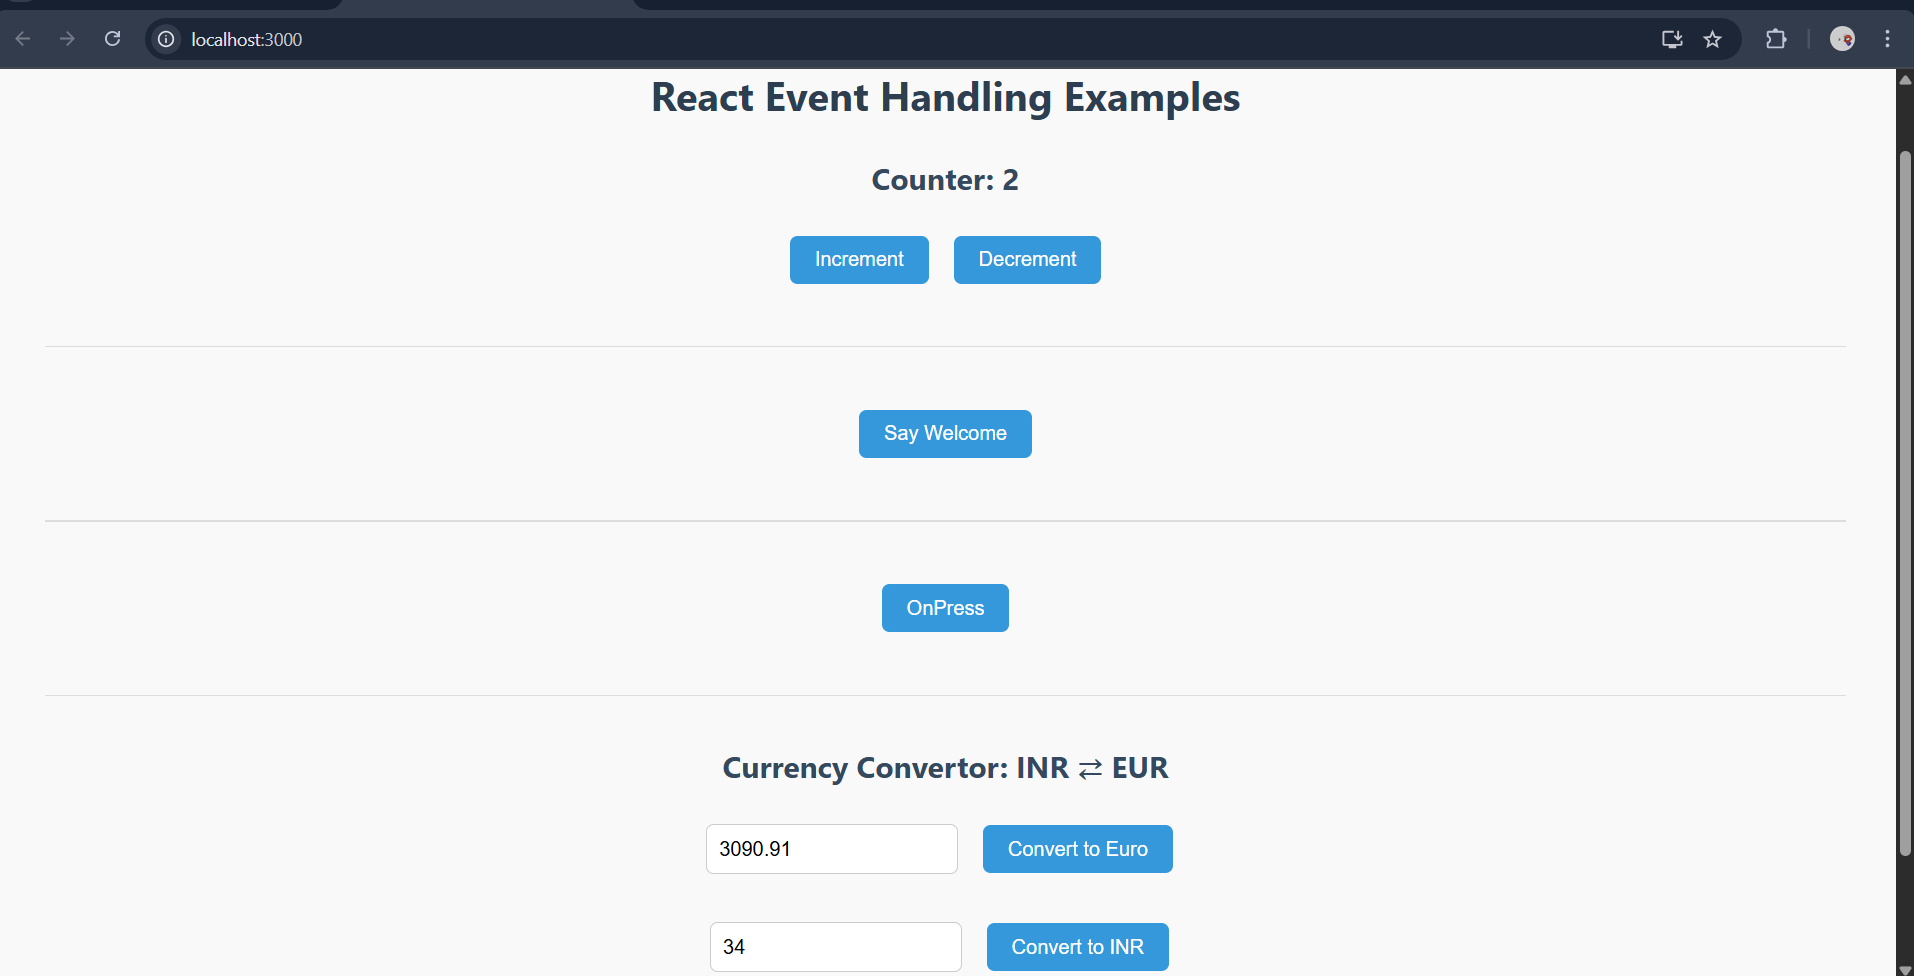 localhost:3000
React Event Handling Examples
Counter: 2
Increment Decrement
Say Welcome
OnPress
Currency Convertor: INR ⇄ EUR
3090.91 Convert to Euro
34 Convert to INR